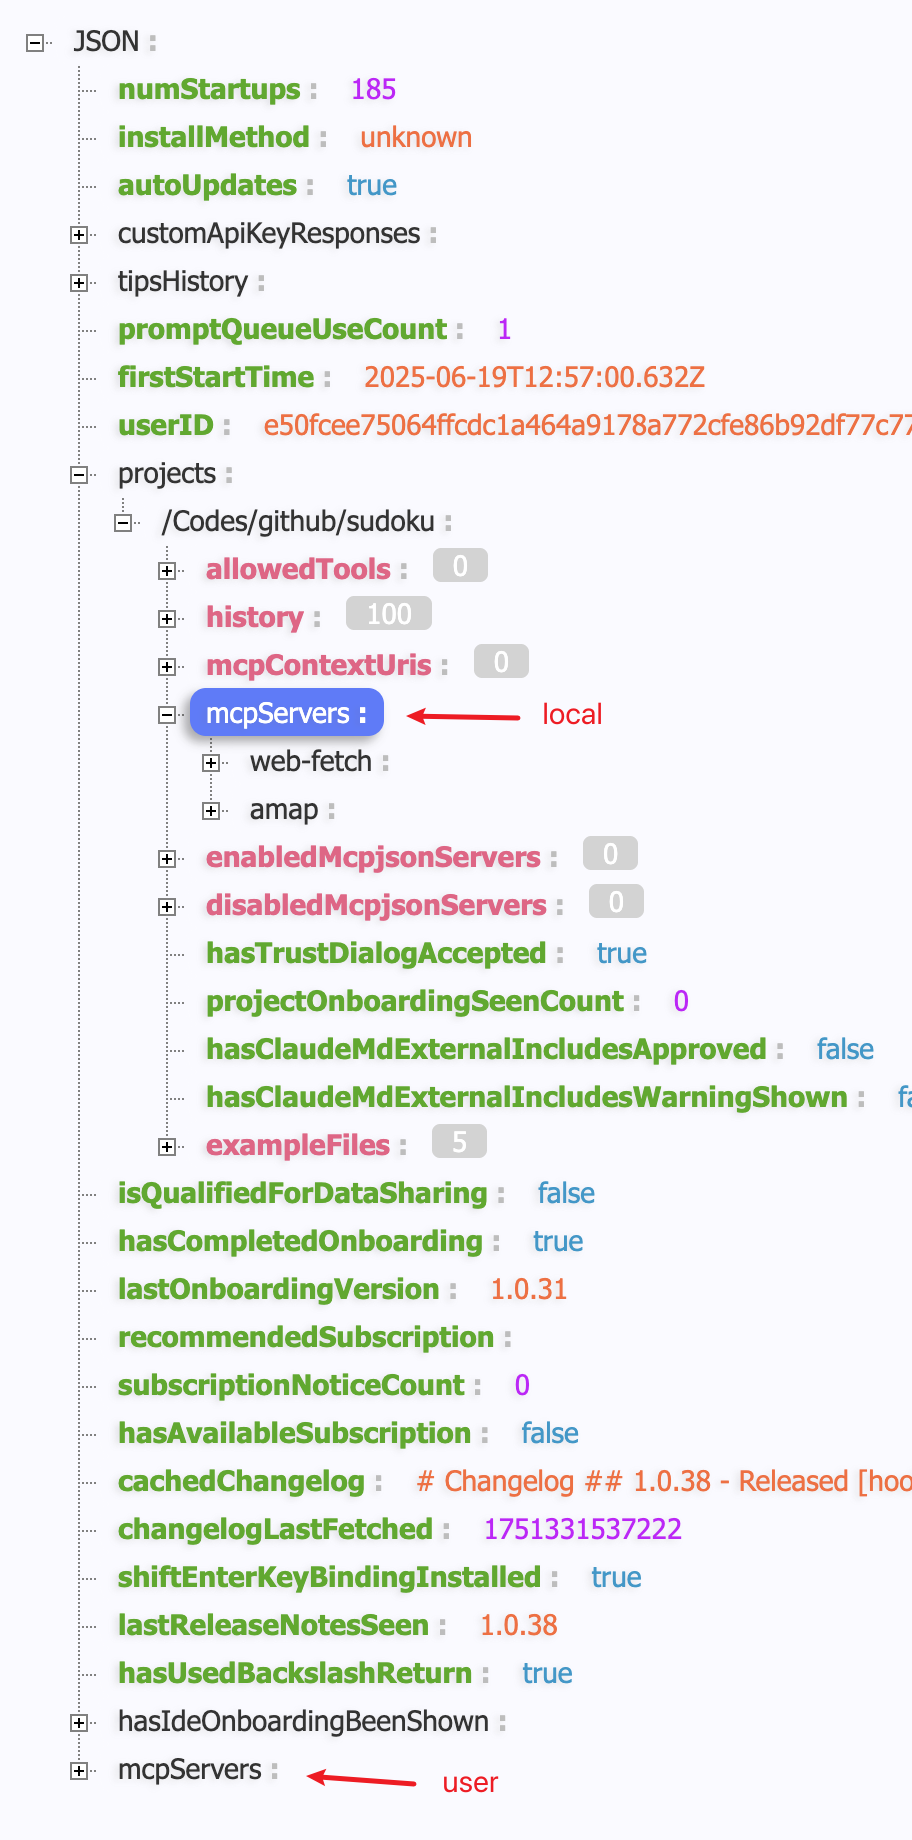 JSON :
numStartups : 185
installMethod : unknown
autoUpdates : true
customApiKeyResponses :
tipsHistory :
promptQueueUseCount : 1
firstStartTime : 2025-06-19T12:57:00.632Z
userID : e50fcee75064ffcdc1a464a9178a772cfe86b92df77c77
projects :
/Codes/github/sudoku :
allowedTools : 0
history : 100
mcpContextUris : 0
mcpServers : local
web-fetch :
amap :
enabledMcpjsonServers : 0
disabledMcpjsonServers : 0
hasTrustDialogAccepted : true
projectOnboardingSeenCount : 0
hasClaudeMdExternalIncludesApproved : false
hasClaudeMdExternalIncludesWarningShown : fa
exampleFiles : 5
isQualifiedForDataSharing : false
hasCompletedOnboarding : true
lastOnboardingVersion : 1.0.31
recommendedSubscription :
subscriptionNoticeCount : 0
hasAvailableSubscription : false
cachedChangelog : # Changelog ## 1.0.38 - Released [hoo
changelogLastFetched : 1751331537222
shiftEnterKeyBindingInstalled : true
lastReleaseNotesSeen : 1.0.38
hasUsedBackslashReturn : true
hasIdeOnboardingBeenShown :
mcpServers : user